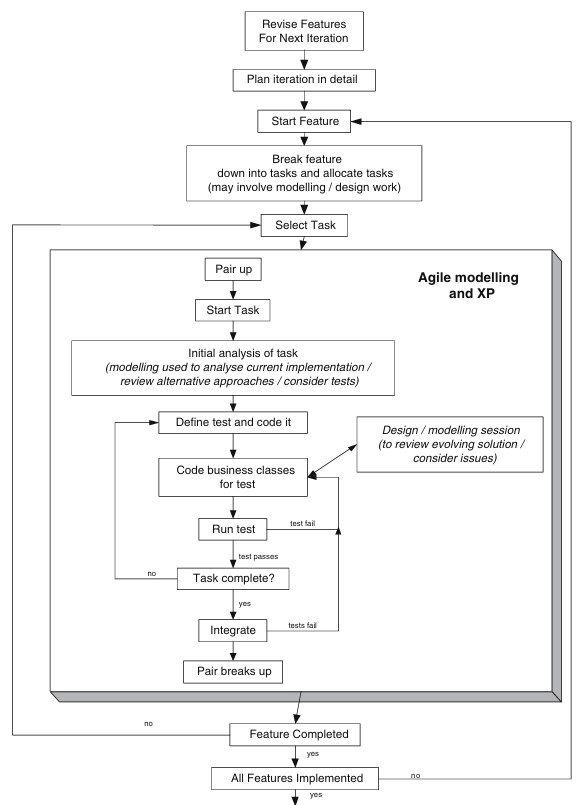 Revise Features
For Next Iteration
Plan iteration in detail
Start Feature
Break feature
down into tasks and allocate tasks
(may involve modelling / design work)
Select Task
Agile modelling
and XP
Pair up
Start Task
Initial analysis of task
(modelling used to analyse current implementation /
review alternative approaches / consider tests)
Define test and code it
Design / modelling session
(to review evolving solution /
consider issues)
Code business classes
for test
Run test
test fail
test passes
no
Task complete?
yes
Integrate
tests fail
Pair breaks up
no
Feature Completed
yes
All Features Implemented
no
yes